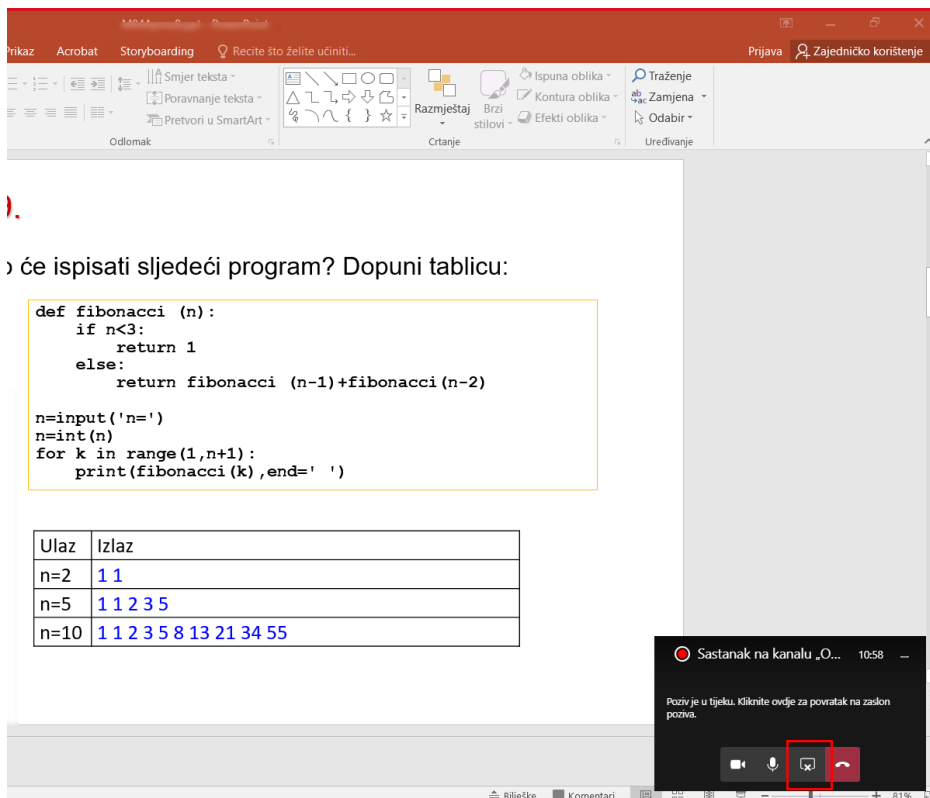 Prikaz Acrobat Storyboarding Recite što želite učiniti... Prijava Zajedničko korištenje
Smjer teksta
Poravnanje teksta
Pretvori u SmartArt
Odlomak
Razmještaj
Brzi
stilovi
Ispuna oblika
Kontura oblika
Efekti oblika
Crtanje
Traženje
Zamjena
Odabir
Uređivanje
9.
o će ispisati sljedeći program? Dopuni tablicu:
def fibonacci (n):
    if n<3:
        return 1
    else:
        return fibonacci (n-1)+fibonacci(n-2)
n=input('n=')
n=int(n)
for k in range(1,n+1):
    print(fibonacci(k),end=' ')
Ulaz Izlaz
n=2 1 1
n=5 1 1 2 3 5
n=10 1 1 2 3 5 8 13 21 34 55
Sastanak na kanalu „O... 10:58
Poziv je u tijeku. Kliknite ovdje za povratak na zaslon
poziva.
Bilješke Komentari 81%